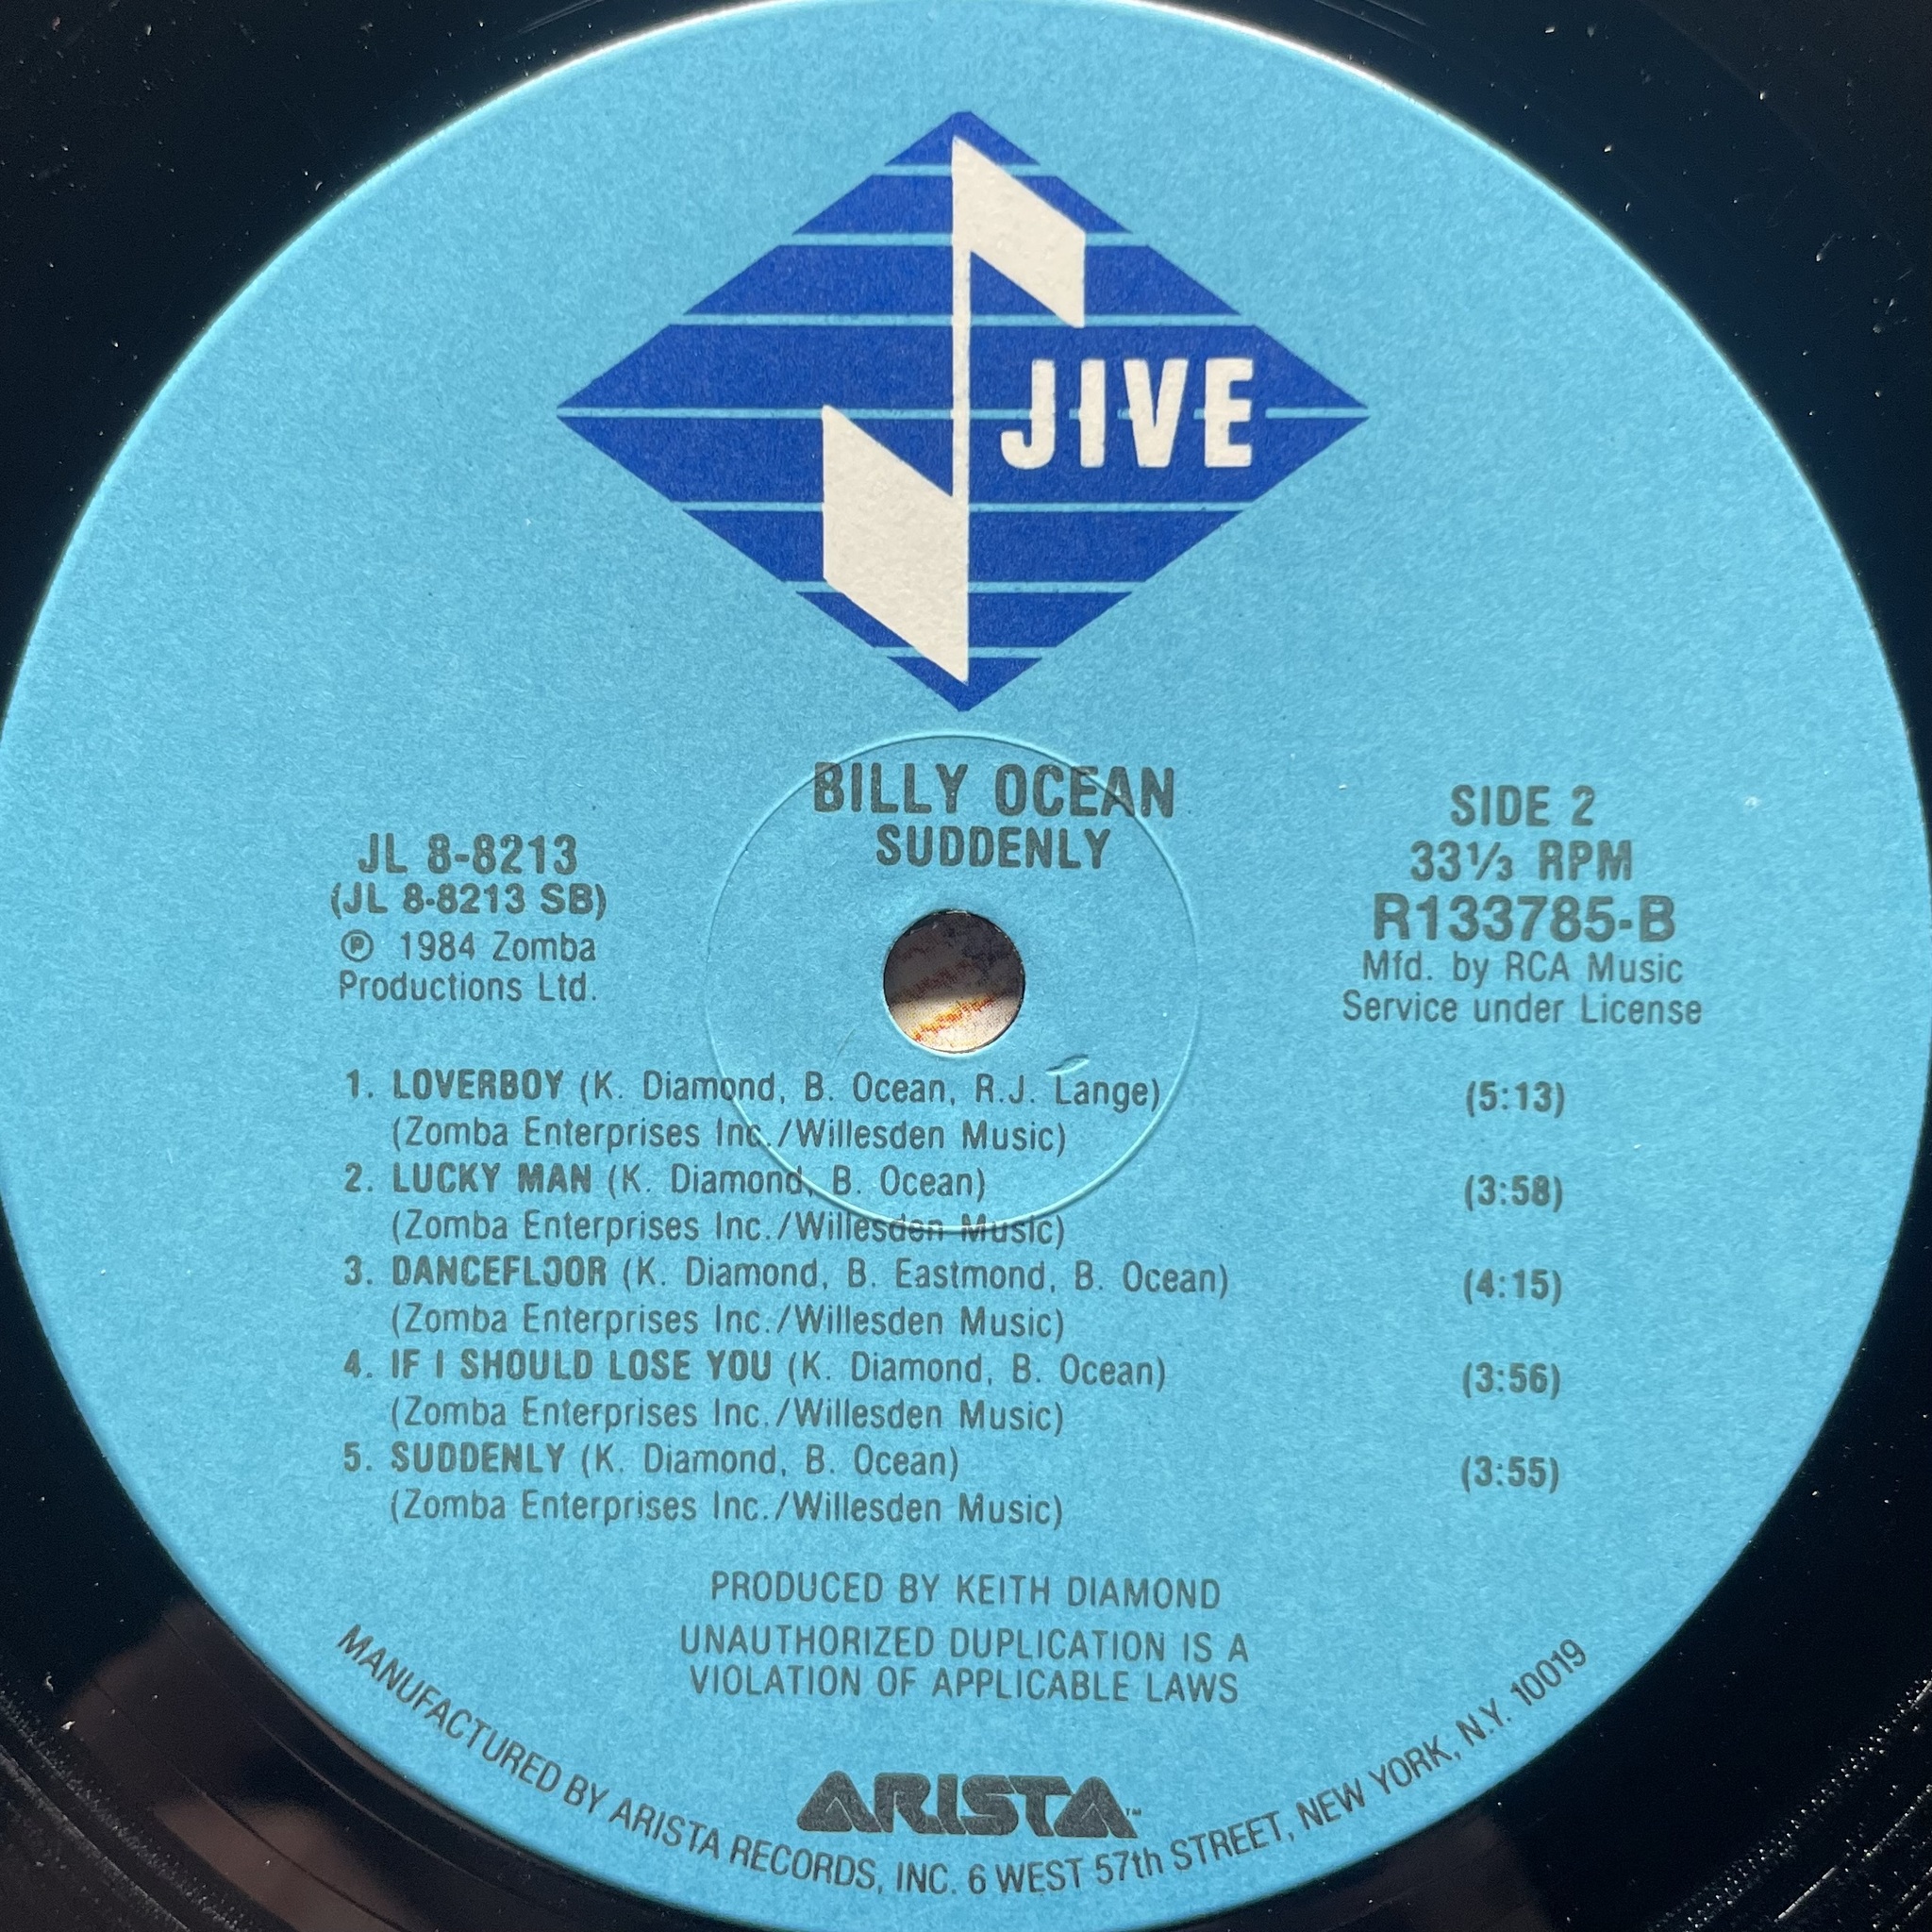 JIVE
BILLY OCEAN
SUDDENLY
JL 8-8213
(JL 8-8213 SB)
℗ 1984 Zomba
Productions Ltd.
SIDE 2
33⅓ RPM
R133785-B
Mfd. by RCA Music
Service under License
1. LOVERBOY (K. Diamond, B. Ocean, R.J. Lange) (5:13)
(Zomba Enterprises Inc./Willesden Music)
2. LUCKY MAN (K. Diamond, B. Ocean) (3:58)
(Zomba Enterprises Inc./Willesden Music)
3. DANCEFLOOR (K. Diamond, B. Eastmond, B. Ocean) (4:15)
(Zomba Enterprises Inc./Willesden Music)
4. IF I SHOULD LOSE YOU (K. Diamond, B. Ocean) (3:56)
(Zomba Enterprises Inc./Willesden Music)
5. SUDDENLY (K. Diamond, B. Ocean) (3:55)
(Zomba Enterprises Inc./Willesden Music)
PRODUCED BY KEITH DIAMOND
UNAUTHORIZED DUPLICATION IS A
VIOLATION OF APPLICABLE LAWS
ARISTA™
MANUFACTURED BY ARISTA RECORDS, INC. 6 WEST 57th STREET, NEW YORK, N.Y. 10019